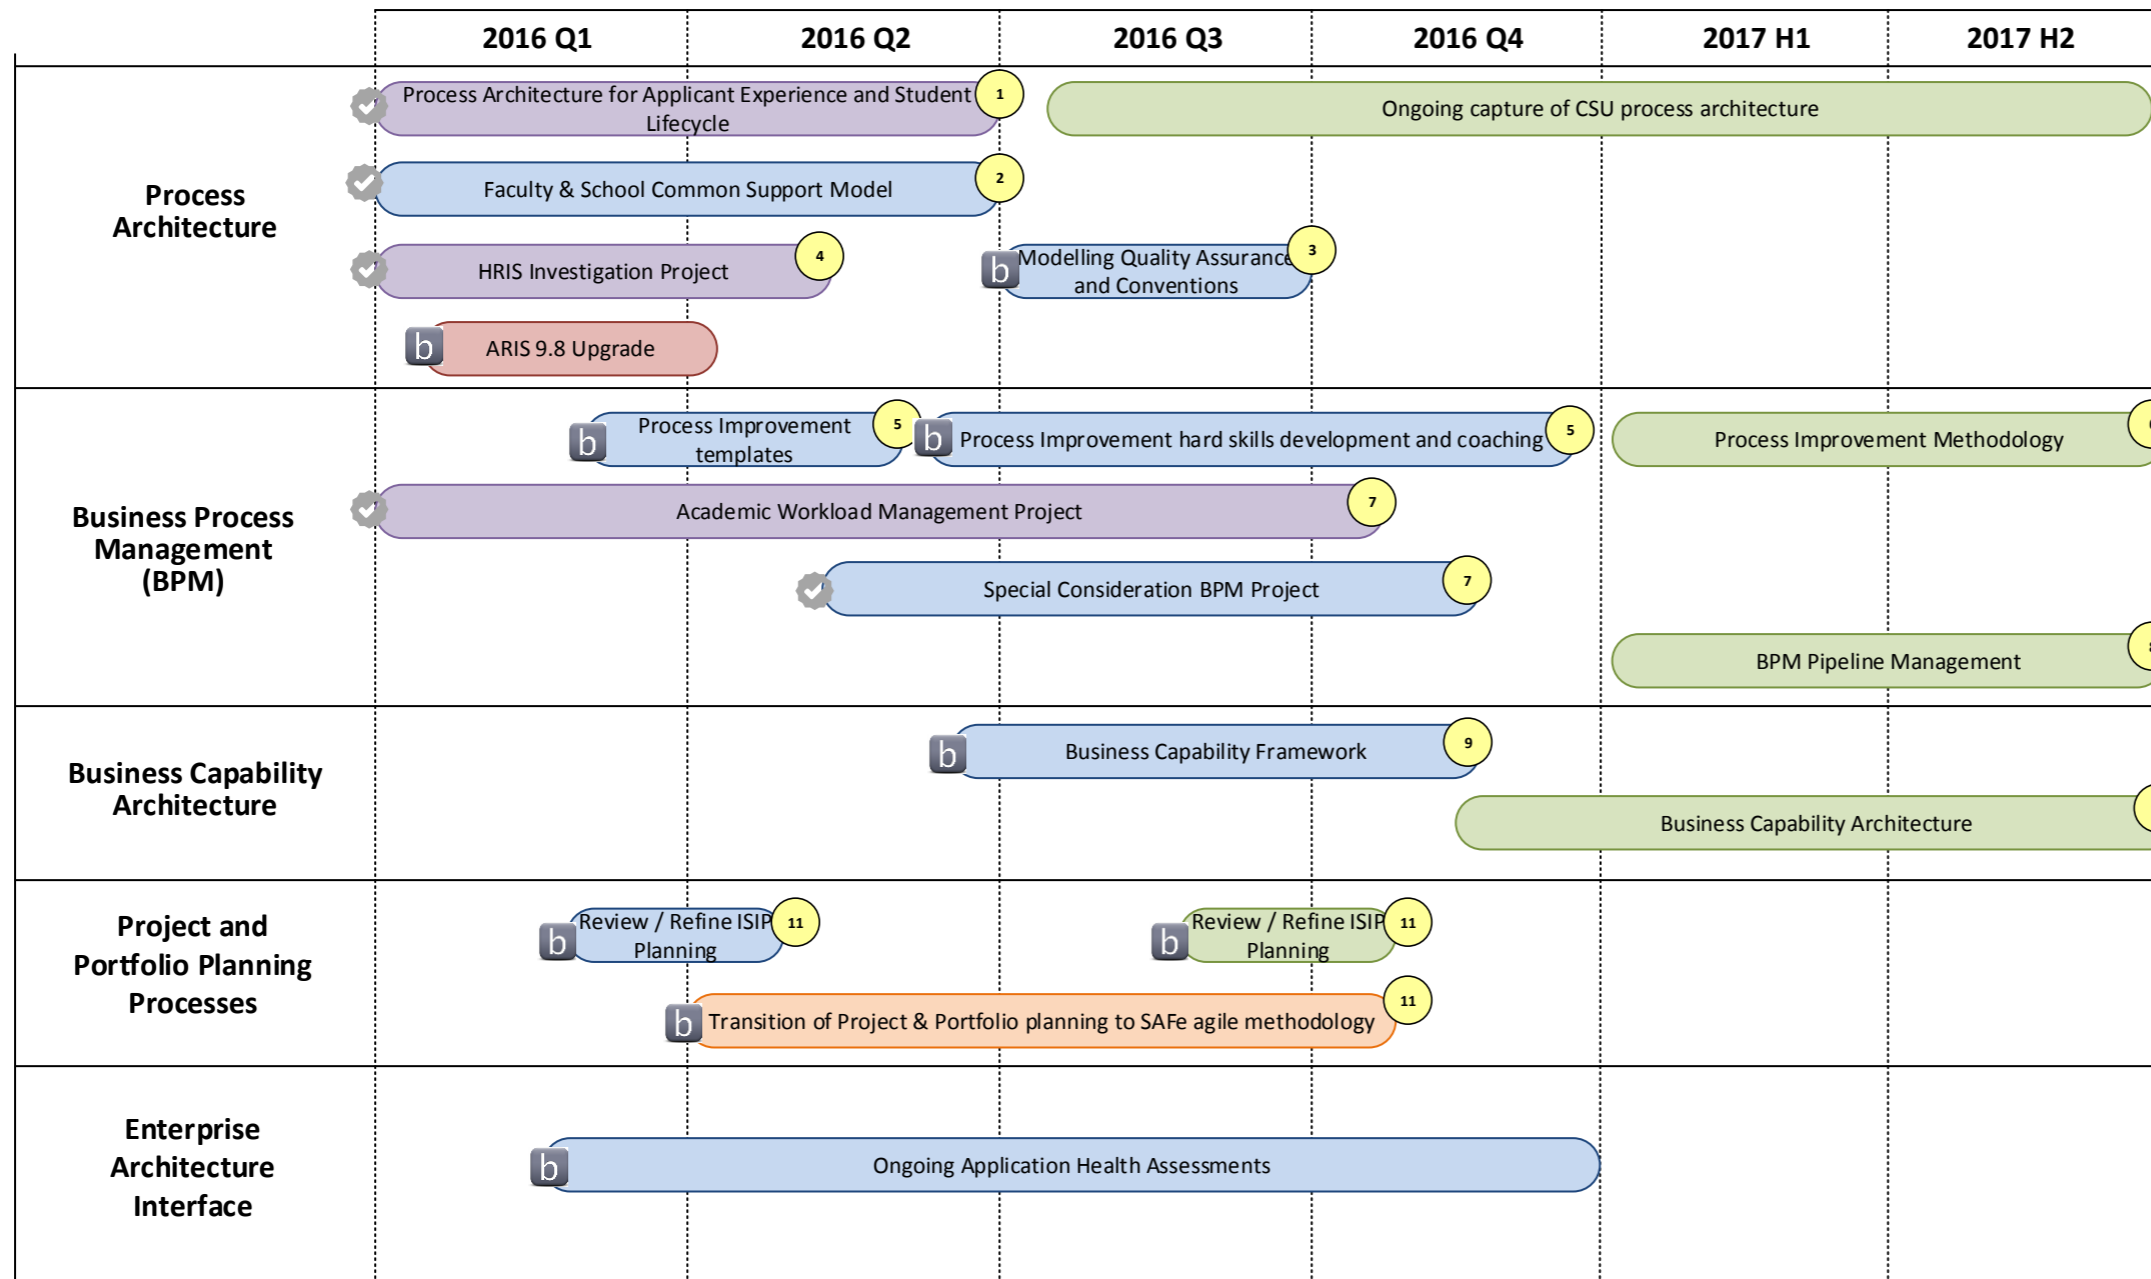 2016 Q1
2016 Q2
2016 Q3
2016 Q4
2017 H1
2017 H2
Process
Architecture
Process Architecture for Applicant Experience and Student
Lifecycle
1
Ongoing capture of CSU process architecture
Faculty & School Common Support Model
2
HRIS Investigation Project
4
b
Modelling Quality Assurance
and Conventions
3
b
ARIS 9.8 Upgrade
Business Process
Management
(BPM)
b
Process Improvement
templates
5
b
Process Improvement hard skills development and coaching
5
Process Improvement Methodology
Academic Workload Management Project
7
Special Consideration BPM Project
7
BPM Pipeline Management
Business Capability
Architecture
b
Business Capability Framework
9
Business Capability Architecture
Project and
Portfolio Planning
Processes
b
Review / Refine ISIP
Planning
11
b
Review / Refine ISIP
Planning
11
b
Transition of Project & Portfolio planning to SAFe agile methodology
11
Enterprise
Architecture
Interface
b
Ongoing Application Health Assessments